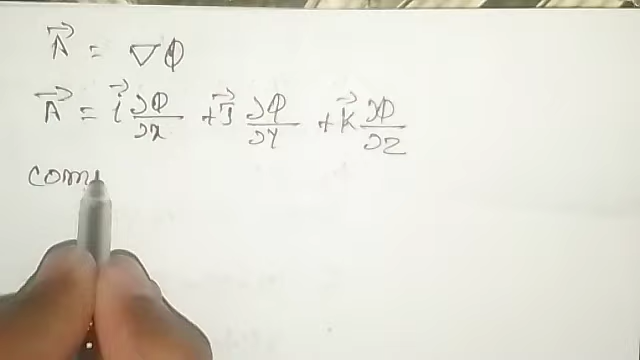 A⃗ = ∇Φ
A⃗ = i⃗ ∂Φ/∂x + j⃗ ∂Φ/∂y + k⃗ ∂Φ/∂z
com